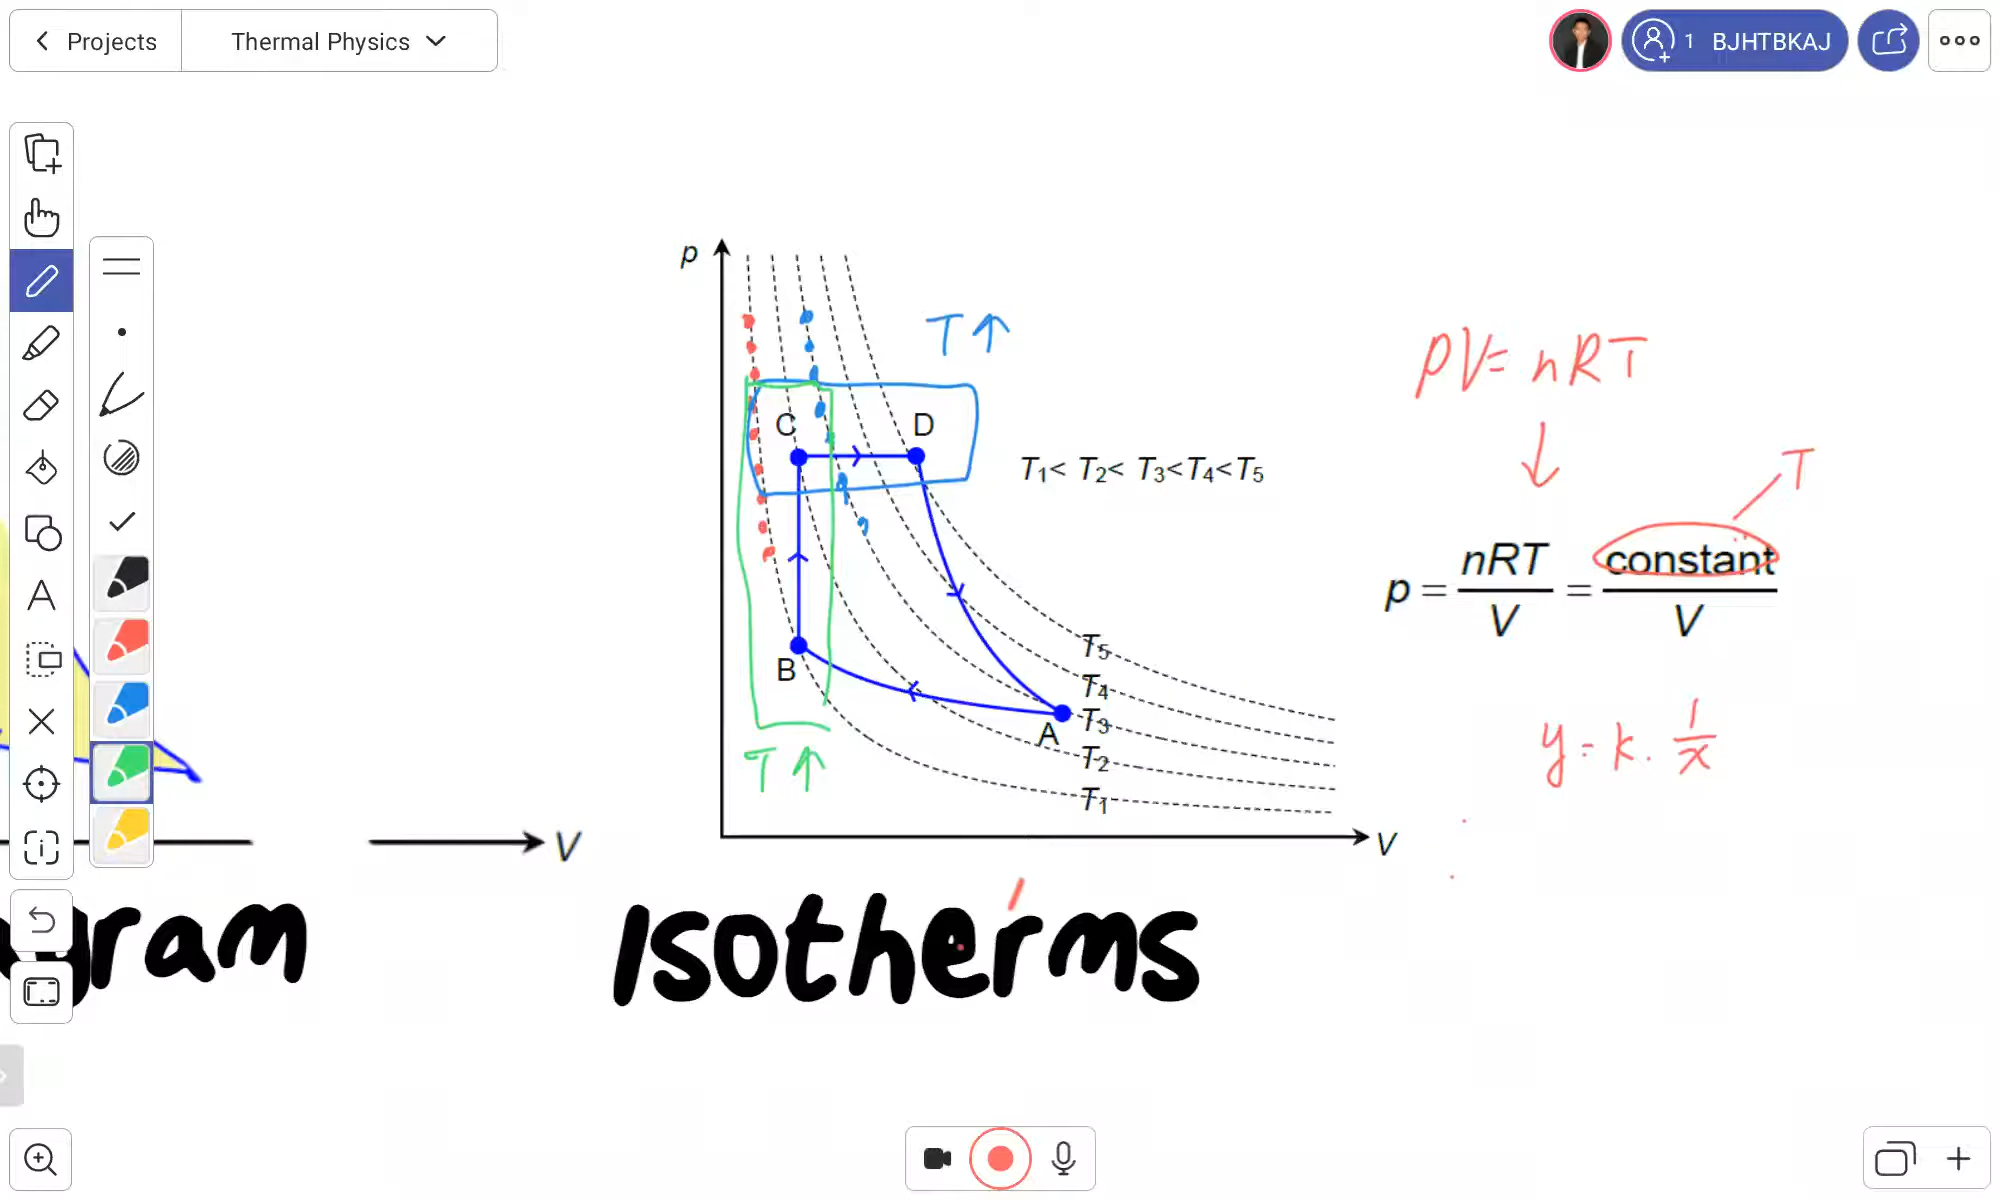 Projects
Thermal Physics
1 BJHTBKAJ
p
T↑
C
D
T₁< T₂< T₃<T₄<T₅
B
A
T₅
T₄
T₃
T₂
T₁
T↑
V
V
PV= nRT
T
p = nRT/V = constant/V
y = k · 1/x
gram
Isotherms
A